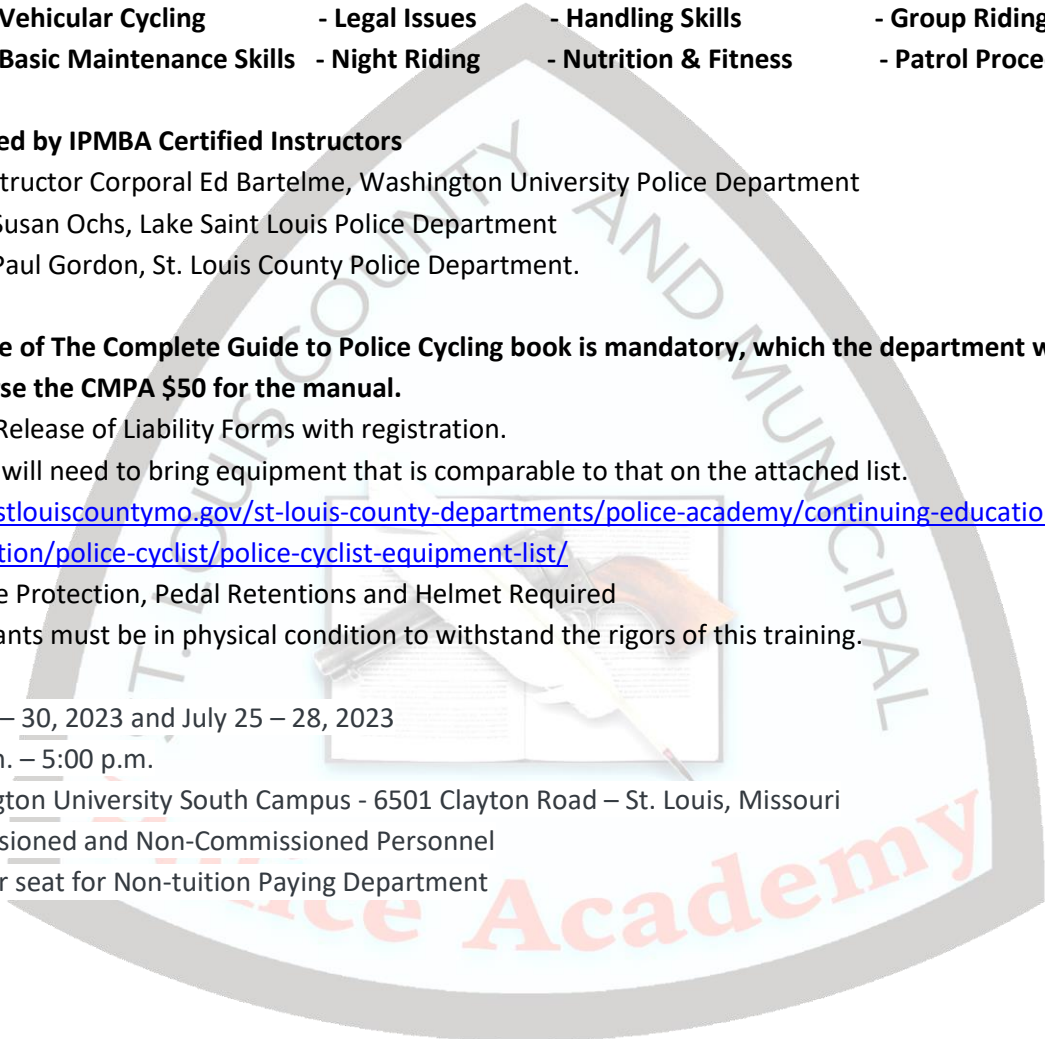 Vehicular Cycling - Legal Issues - Handling Skills - Group Riding
Basic Maintenance Skills - Night Riding - Nutrition & Fitness - Patrol Proce
ed by IPMBA Certified Instructors
tructor Corporal Ed Bartelme, Washington University Police Department
Susan Ochs, Lake Saint Louis Police Department
Paul Gordon, St. Louis County Police Department.
e of The Complete Guide to Police Cycling book is mandatory, which the department w
se the CMPA $50 for the manual.
Release of Liability Forms with registration.
will need to bring equipment that is comparable to that on the attached list.
stlouiscountymo.gov/st-louis-county-departments/police-academy/continuing-educatio
tion/police-cyclist/police-cyclist-equipment-list/
e Protection, Pedal Retentions and Helmet Required
ants must be in physical condition to withstand the rigors of this training.
– 30, 2023 and July 25 – 28, 2023
. – 5:00 p.m.
gton University South Campus - 6501 Clayton Road – St. Louis, Missouri
sioned and Non-Commissioned Personnel
r seat for Non-tuition Paying Department
ST. LOUIS COUNTY AND MUNICIPAL
Police Academy